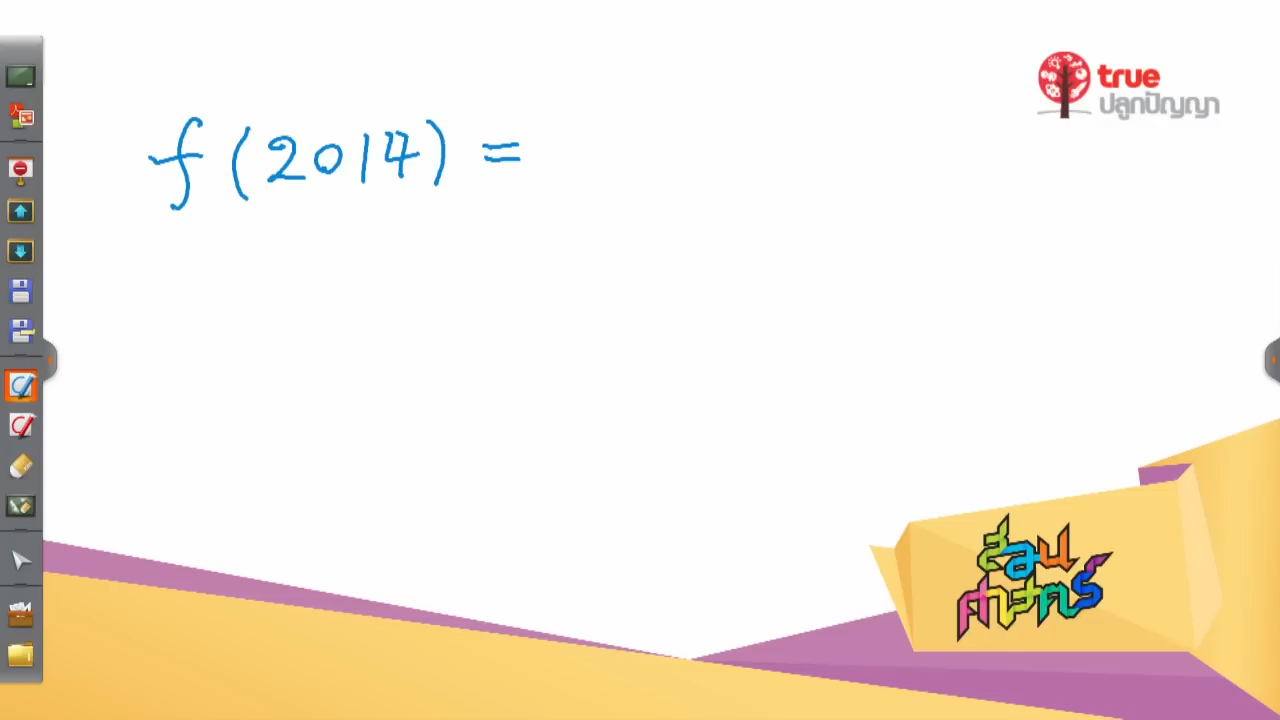 true
ปลูกปัญญา
f(2014) =
สอน
ศาสตร์